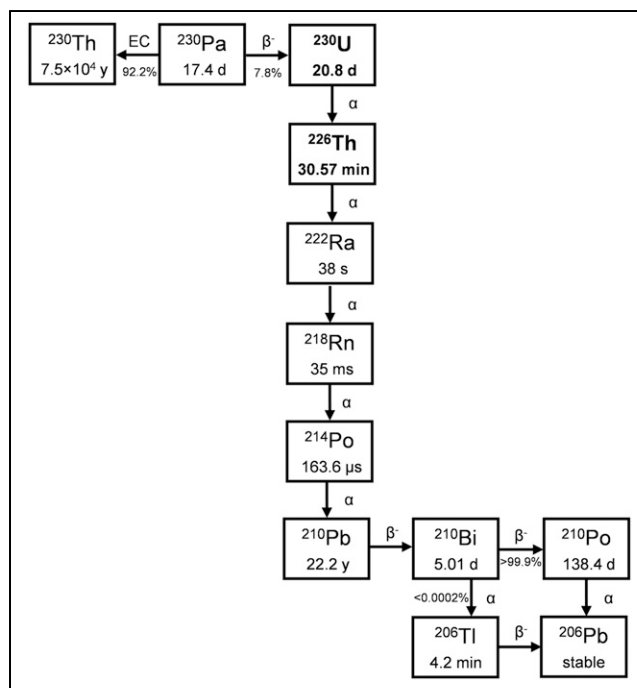 ²³⁰Th EC ²³⁰Pa β⁻ ²³⁰U
7.5×10⁴ y 92.2% 17.4 d 7.8% 20.8 d
α
²²⁶Th
30.57 min
α
²²²Ra
38 s
α
²¹⁸Rn
35 ms
α
²¹⁴Po
163.6 µs
α
²¹⁰Pb β⁻ ²¹⁰Bi β⁻ ²¹⁰Po
22.2 y 5.01 d >99.9% 138.4 d
<0.0002% α α
²⁰⁶Tl β⁻ ²⁰⁶Pb
4.2 min stable